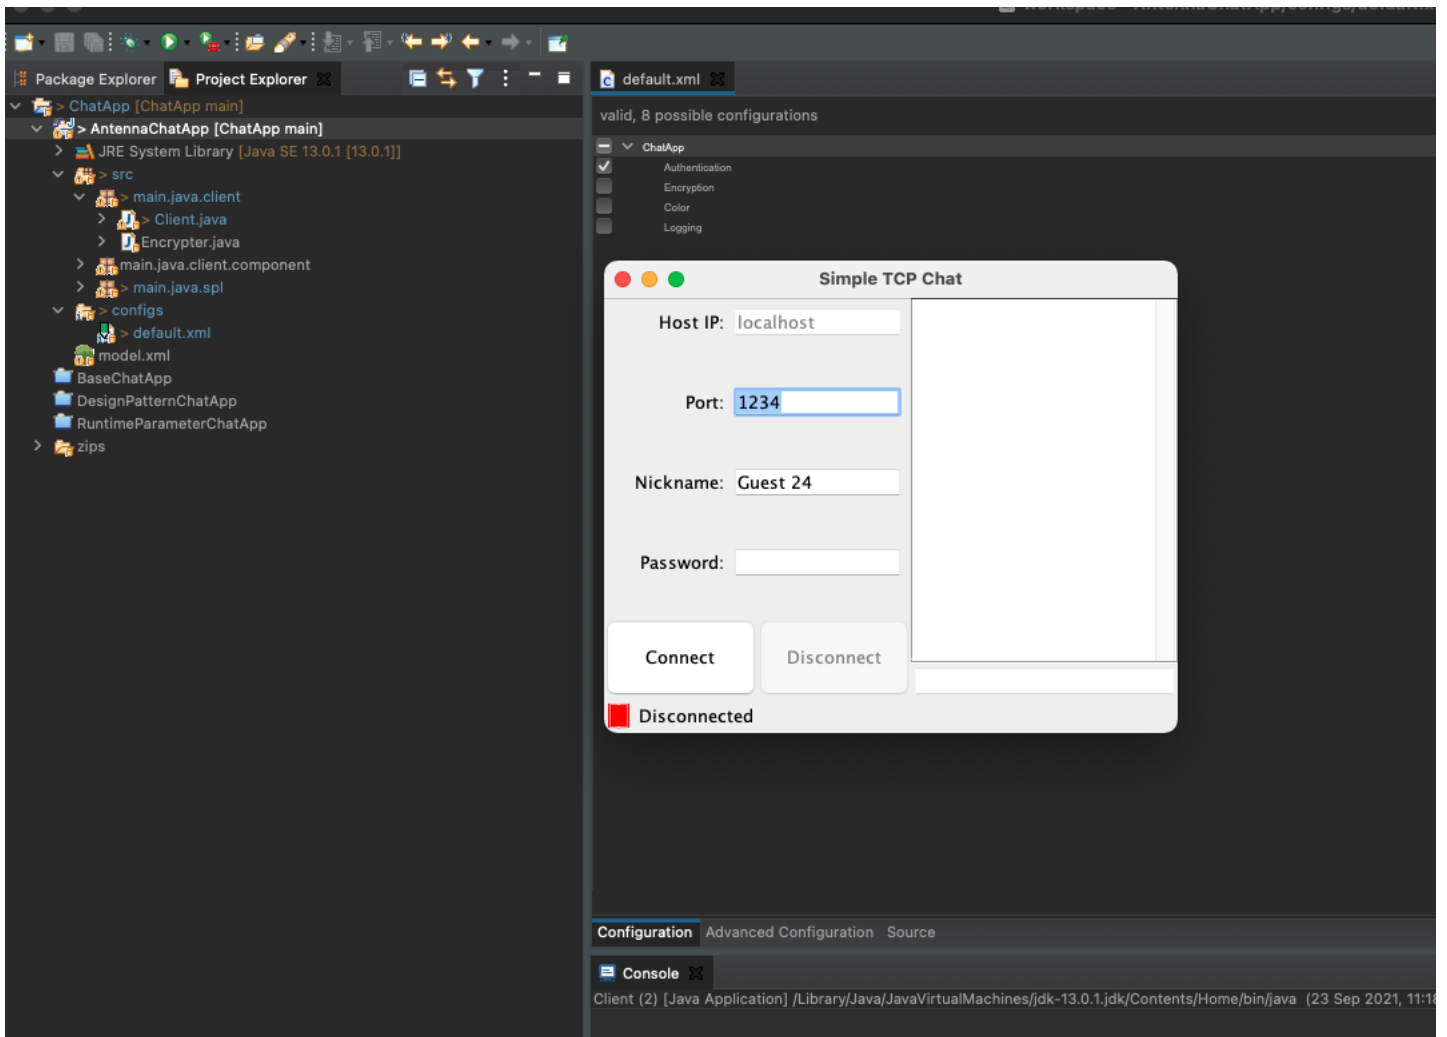 Package Explorer
Project Explorer
> ChatApp [ChatApp main]
> AntennaChatApp [ChatApp main]
JRE System Library [Java SE 13.0.1 [13.0.1]]
> src
> main.java.client
> Client.java
Encrypter.java
main.java.client.component
> main.java.spl
> configs
> default.xml
model.xml
BaseChatApp
DesignPatternChatApp
RuntimeParameterChatApp
zips
default.xml
valid, 8 possible configurations
ChatApp
Authentication
Encryption
Color
Logging
Simple TCP Chat
Host IP: localhost
Port: 1234
Nickname: Guest 24
Password:
Connect Disconnect
Disconnected
Configuration Advanced Configuration Source
Console
Client (2) [Java Application] /Library/Java/JavaVirtualMachines/jdk-13.0.1.jdk/Contents/Home/bin/java (23 Sep 2021, 11:18